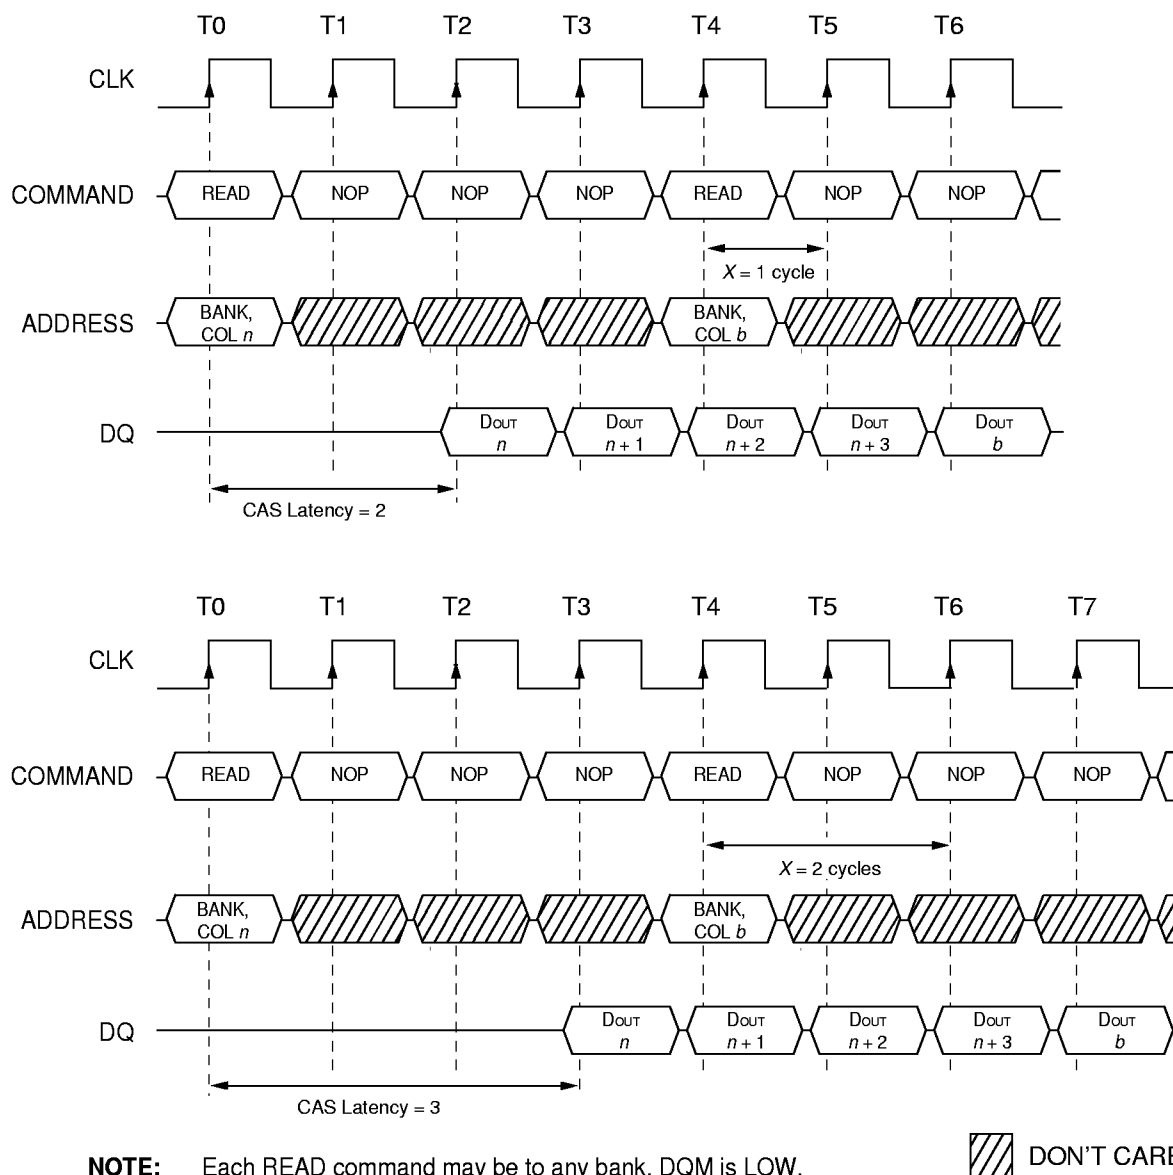 T0 T1 T2 T3 T4 T5 T6
CLK
COMMAND READ NOP NOP NOP READ NOP NOP
X = 1 cycle
ADDRESS BANK, COL n BANK, COL b
DQ DOUT n DOUT n + 1 DOUT n + 2 DOUT n + 3 DOUT b
CAS Latency = 2
T0 T1 T2 T3 T4 T5 T6 T7
CLK
COMMAND READ NOP NOP NOP READ NOP NOP NOP
X = 2 cycles
ADDRESS BANK, COL n BANK, COL b
DQ DOUT n DOUT n + 1 DOUT n + 2 DOUT n + 3 DOUT b
CAS Latency = 3
NOTE: Each READ command may be to any bank. DQM is LOW.
DON'T CARE